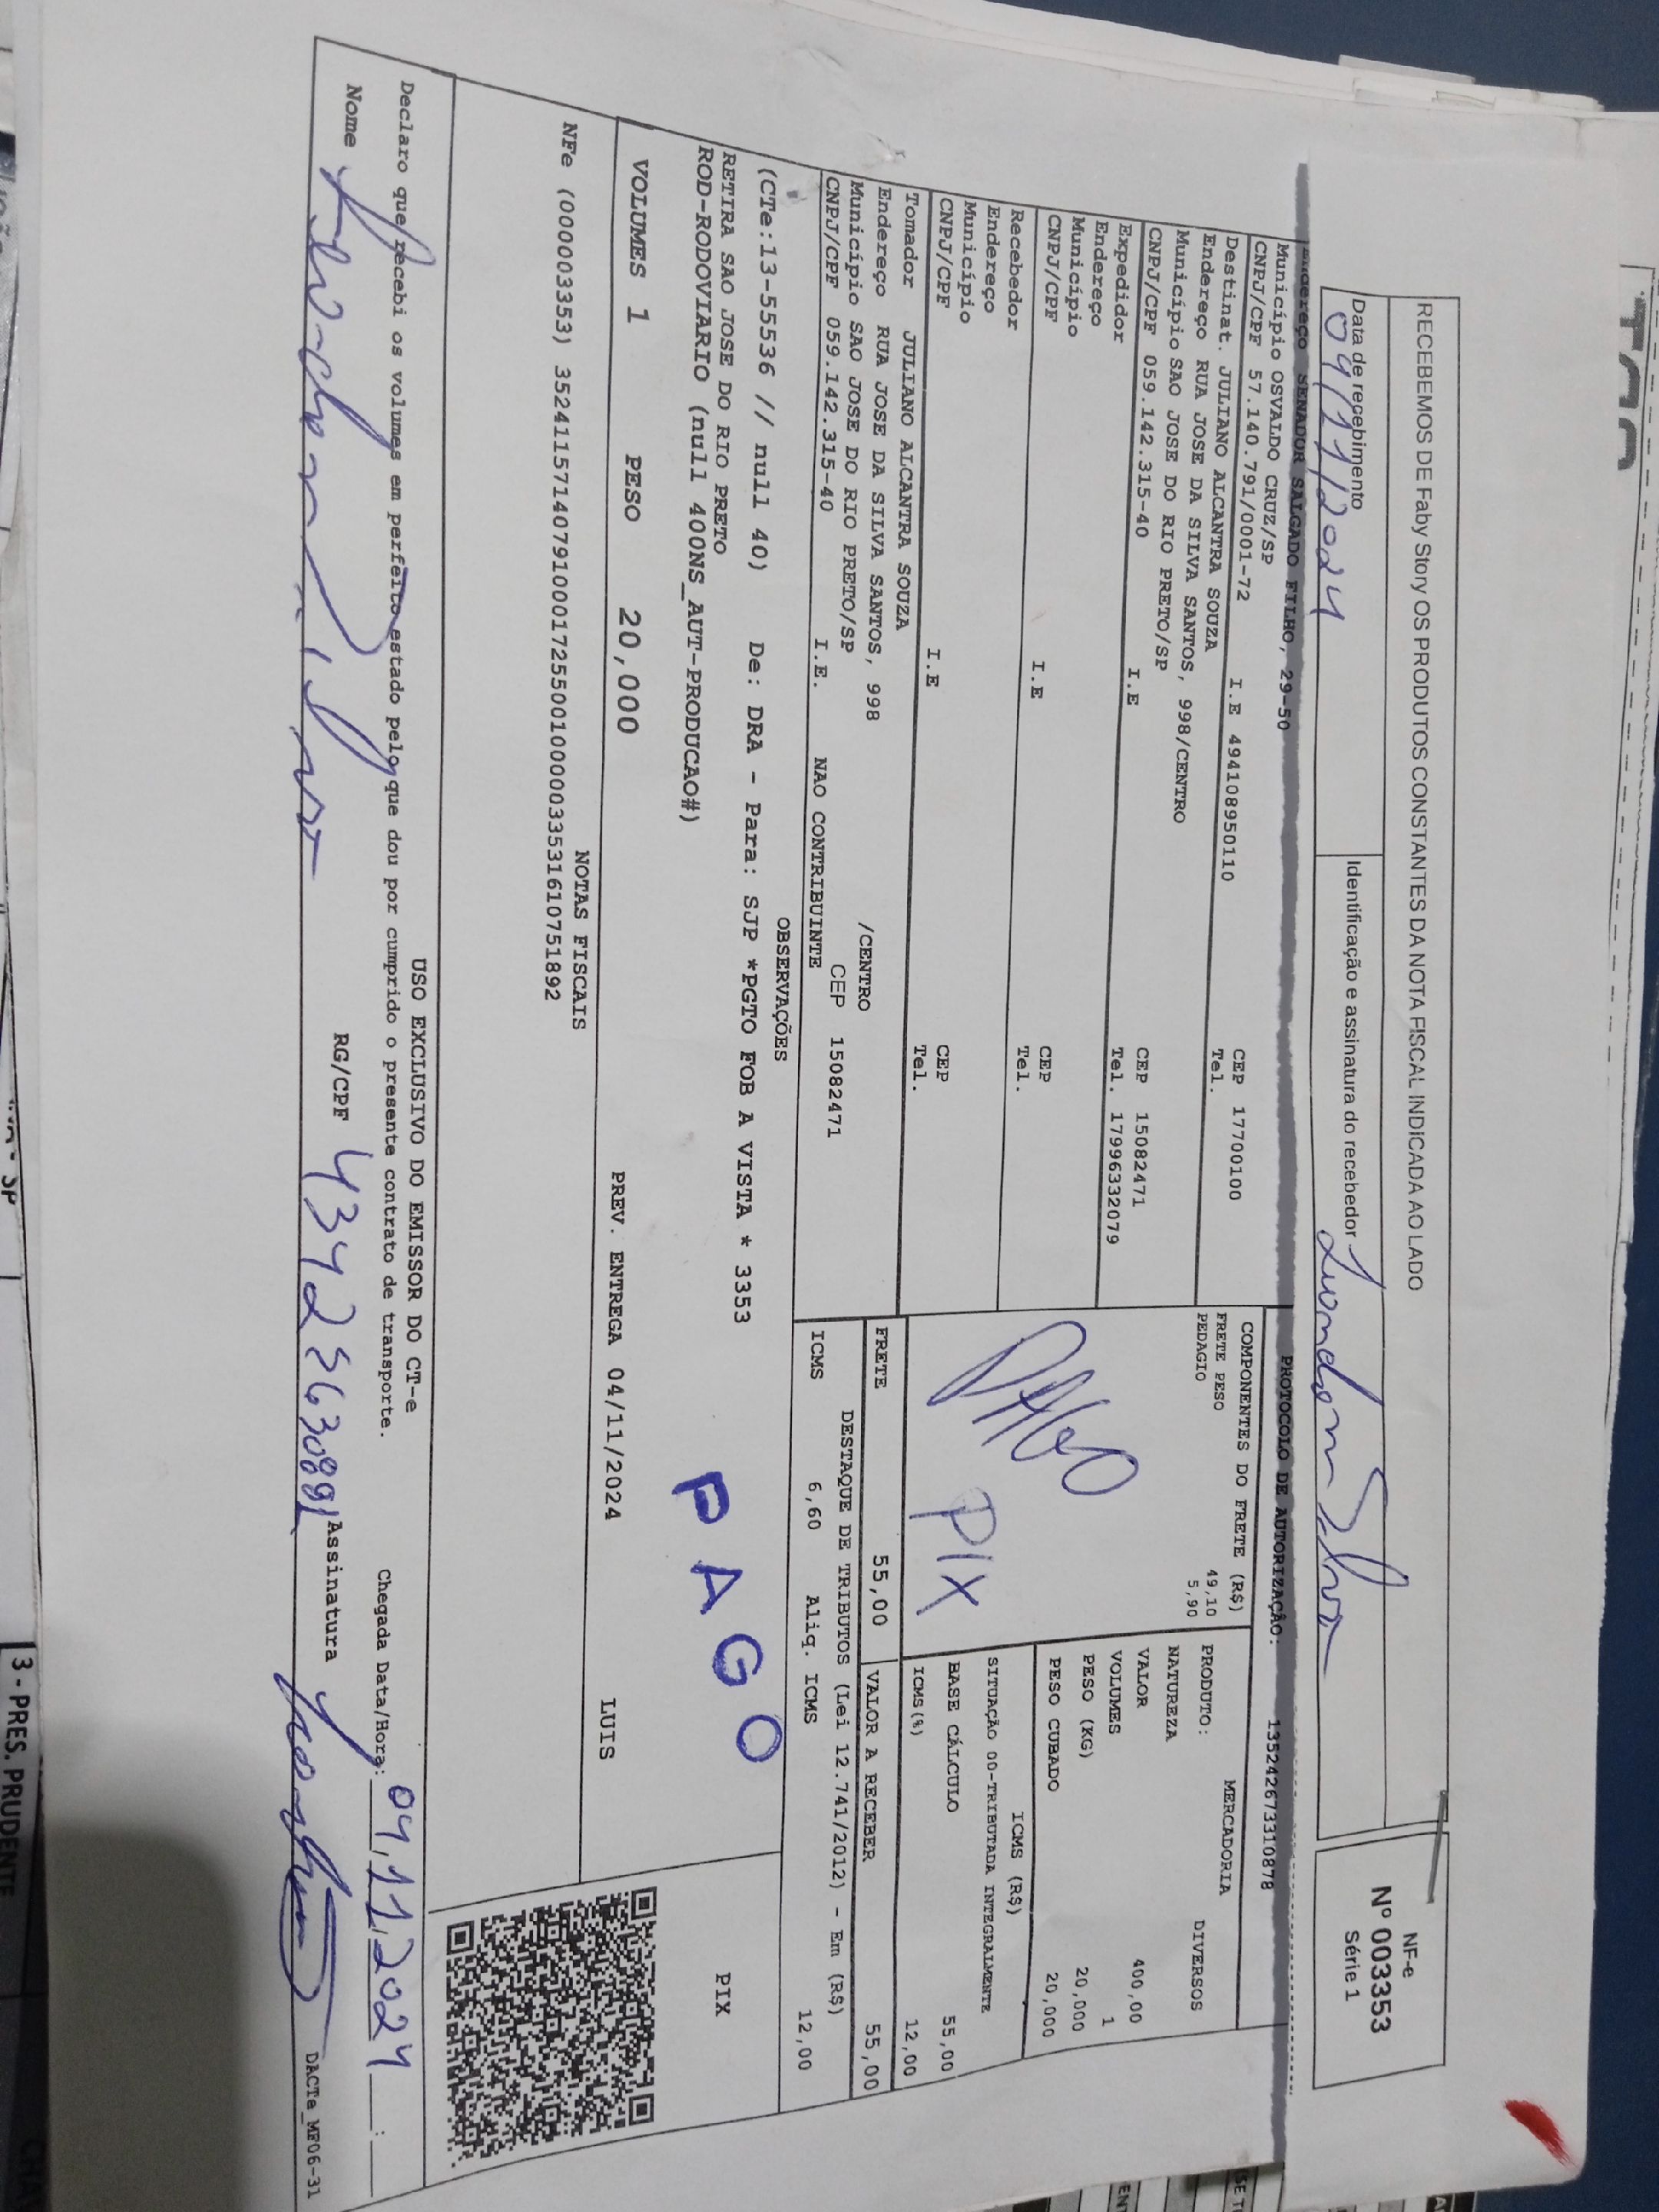 RECEBEMOS DE Faby Story OS PRODUTOS CONSTANTES DA NOTA FISCAL INDICADA AO LADO
NF-e
Nº 003353
Série 1
Data de recebimento
04/11/2024
Identificação e assinatura do recebedor
Endereço SENADOR SALGADO FILHO, 29-50
PROTOCOLO DE AUTORIZAÇÃO: 135242673310878
Município OSVALDO CRUZ/SP
CEP 17700100
CNPJ/CPF 57.140.791/0001-72 I.E 494108950110
Tel.
Destinat. JULIANO ALCANTRA SOUZA
Endereço RUA JOSE DA SILVA SANTOS, 998/CENTRO
Município SAO JOSE DO RIO PRETO/SP
CEP 15082471
CNPJ/CPF 059.142.315-40 I.E
Tel. 17996332079
Expedidor
Endereço
Município
CEP
CNPJ/CPF I.E
Tel.
Recebedor
Endereço
Município
CEP
CNPJ/CPF I.E
Tel.
COMPONENTES DO FRETE (R$)
FRETE PESO 49,10
PEDAGIO 5,90
PAGO
PIX
MERCADORIA
PRODUTO: DIVERSOS
NATUREZA
VALOR 400,00
VOLUMES 1
PESO (KG) 20,000
PESO CUBADO 20,000
ICMS (R$)
SITUAÇÃO 00-TRIBUTADA INTEGRALMENTE
BASE CÁLCULO 55,00
ICMS(%) 12,00
Tomador JULIANO ALCANTRA SOUZA
Endereço RUA JOSE DA SILVA SANTOS, 998 /CENTRO
Município SAO JOSE DO RIO PRETO/SP CEP 15082471
CNPJ/CPF 059.142.315-40 I.E. NAO CONTRIBUINTE
FRETE 55,00 VALOR A RECEBER 55,00
DESTAQUE DE TRIBUTOS (Lei 12.741/2012) - Em (R$)
ICMS 6,60 Aliq. ICMS 12,00
OBSERVAÇÕES
(CTe:13-55536 // null 40) De: DRA - Para: SJP *PGTO FOB A VISTA * 3353
RETIRA SAO JOSE DO RIO PRETO
ROD-RODOVIARIO (null 400NS_AUT-PRODUCAO#)
PAGO
PIX
VOLUMES 1 PESO 20,000 PREV. ENTREGA 04/11/2024 LUIS
NOTAS FISCAIS
NFe (000003353) 35241157140791000172550010000033531610751892
USO EXCLUSIVO DO EMISSOR DO CT-e
Declaro que recebi os volumes em perfeito estado pelo que dou por cumprido o presente contrato de transporte.
Chegada Data/Hora: 04,11,2024 __:__
Nome
RG/CPF
Assinatura
DACTe_MF06-31
3 - PRES. PRUDENTE